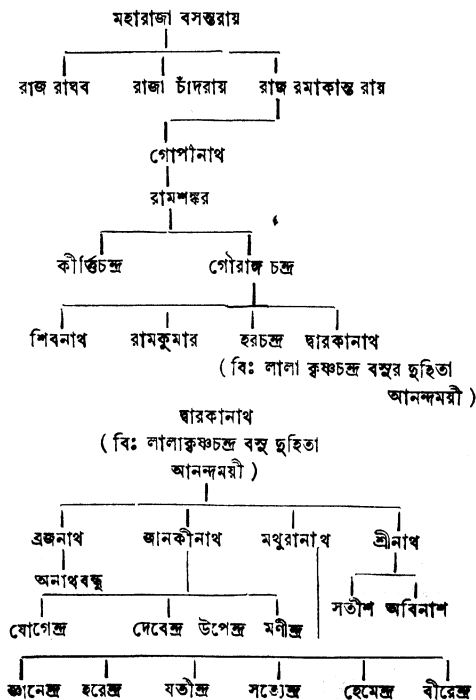 মহারাজা বসন্তরায়
রাজ রাঘব রাজা চাঁদরায় রাজ রমাকান্ত রায়
গোপীনাথ
রামশঙ্কর
কীর্ত্তিচন্দ্র গৌরাঙ্গ চন্দ্র
শিবনাথ রামকুমার হরচন্দ্র দ্বারকানাথ
( বিঃ লালা কৃষ্ণচন্দ্র বসুর দুহিতা
আনন্দময়ী )
দ্বারকানাথ
( বিঃ লালাকৃষ্ণচন্দ্র বসু দুহিতা
আনন্দময়ী )
ব্রজনাথ জানকীনাথ মথুরানাথ শ্রীনাথ
অনাথবন্ধু
সতীশ অবিনাশ
যোগেন্দ্র দেবেন্দ্র উপেন্দ্র মণীন্দ্র
জ্ঞানেন্দ্র হরেন্দ্র যতীন্দ্র সত্যেন্দ্র হেমেন্দ্র বীরেন্দ্র